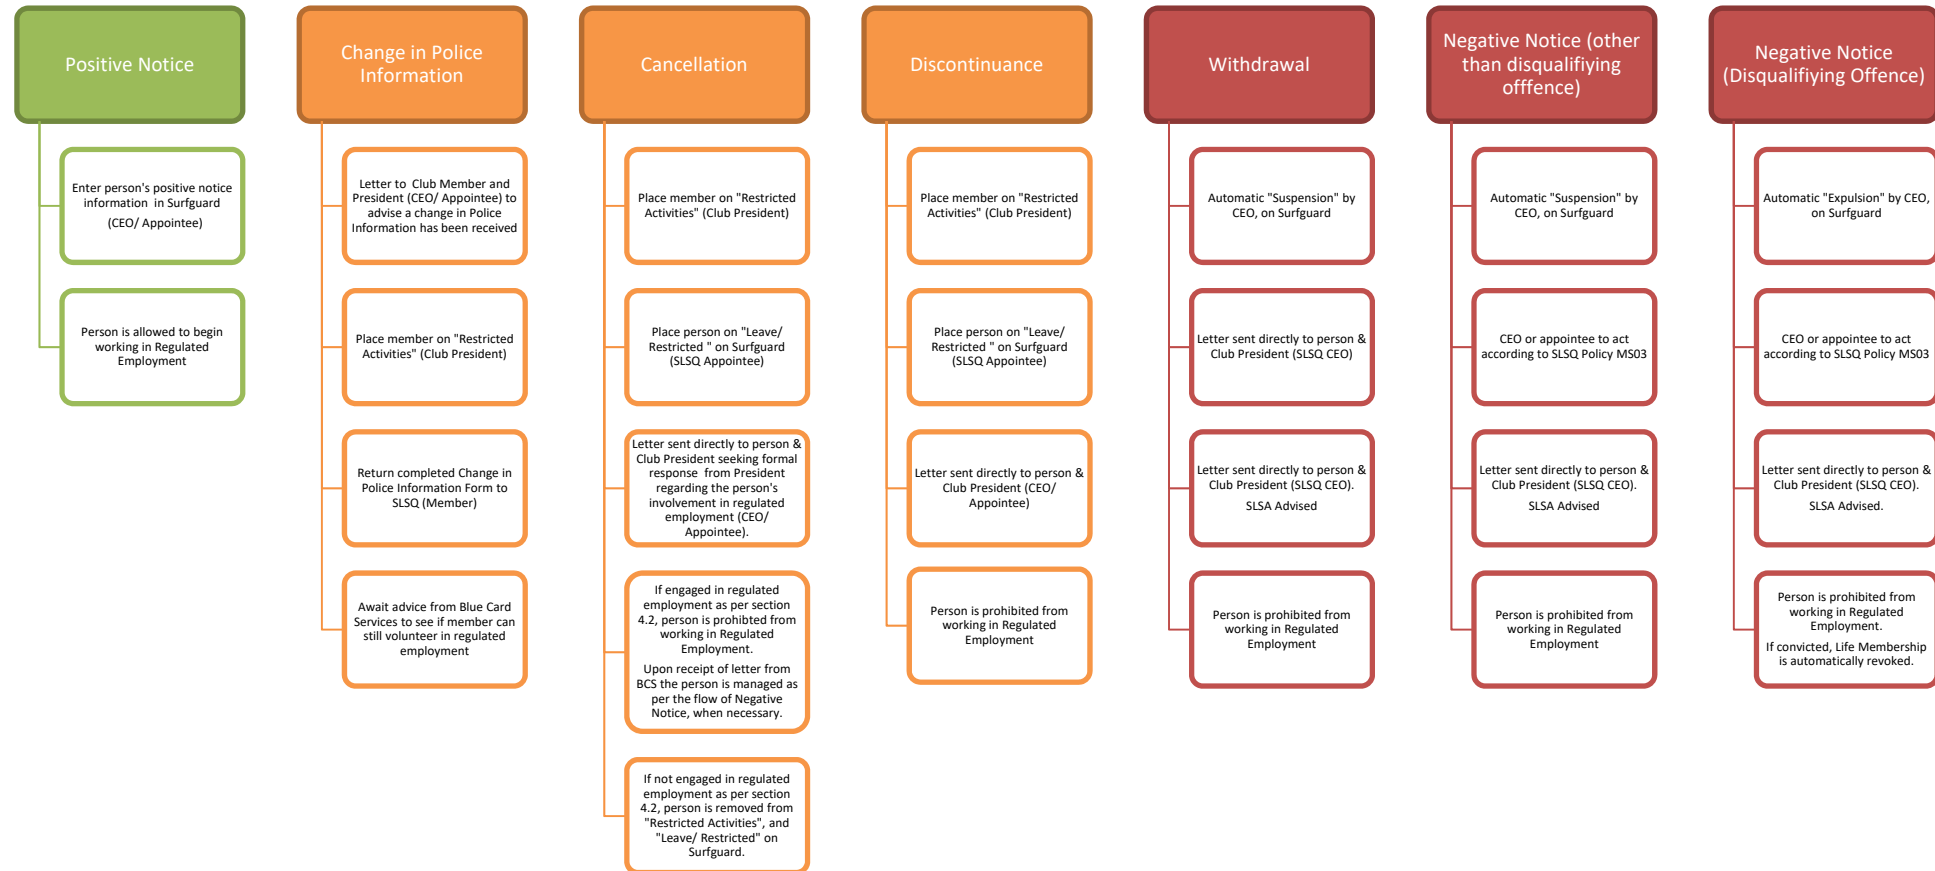 Positive Notice
Enter person's positive notice
information in Surfguard
(CEO/ Appointee)
Person is allowed to begin
working in Regulated
Employment
Change in Police
Information
Letter to Club Member and
President (CEO/ Appointee) to
advise a change in Police
Information has been received
Place member on "Restricted
Activities" (Club President)
Return completed Change in
Police Information Form to
SLSQ (Member)
Await advice from Blue Card
Services to see if member can
still volunteer in regulated
employment
Cancellation
Place member on "Restricted
Activities" (Club President)
Place person on "Leave/
Restricted " on Surfguard
(SLSQ Appointee)
Letter sent directly to person &
Club President seeking formal
response from President
regarding the person's
involvement in regulated
employment (CEO/
Appointee).
If engaged in regulated
employment as per section
4.2, person is prohibted from
working in Regulated
Employment.
Upon receipt of letter from
BCS the person is managed as
per the flow of Negative
Notice, when necessary.
If not engaged in regulated
employment as per section
4.2, person is removed from
"Restricted Activities", and
"Leave/ Restricted" on
Surfguard.
Discontinuance
Place member on "Restricted
Activities" (Club President)
Place person on "Leave/
Restricted " on Surfguard
(SLSQ Appointee)
Letter sent directly to person &
Club President (CEO/
Appointee)
Person is prohibited from
working in Regulated
Employment
Withdrawal
Automatic "Suspension" by
CEO, on Surfguard
Letter sent directly to person &
Club President (SLSQ CEO)
Letter sent directly to person &
Club President (SLSQ CEO).
SLSA Advised
Person is prohibited from
working in Regulated
Employment
Negative Notice (other
than disqualifiying
offfence)
Automatic "Suspension" by
CEO, on Surfguard
CEO or appointee to act
according to SLSQ Policy MS03
Letter sent directly to person &
Club President (SLSQ CEO).
SLSA Advised
Person is prohibited from
working in Regulated
Employment
Negative Notice
(Disqualifiying Offence)
Automatic "Expulsion" by CEO,
on Surfguard
CEO or appointee to act
according to SLSQ Policy MS03
Letter sent directly to person &
Club President (SLSQ CEO).
SLSA Advised.
Person is prohibited from
working in Regulated
Employment.
If convicted, Life Membership
is automatically revoked.